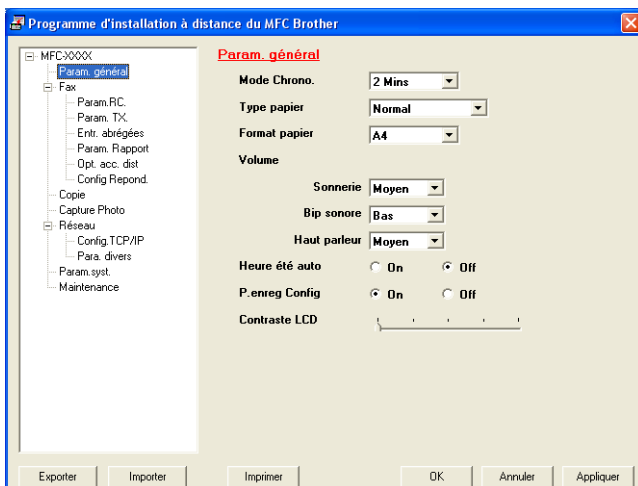 Programme d'installation à distance du MFC Brother
MFC-XXXX
Param. général
Fax
Param.RC.
Param. TX.
Entr. abrégées
Param. Rapport
Opt. acc. dist
Config Repond.
Copie
Capture Photo
Réseau
Config.TCP/IP
Para. divers
Param.syst.
Maintenance
Param. général
Mode Chrono. 2 Mins
Type papier Normal
Format papier A4
Volume
Sonnerie Moyen
Bip sonore Bas
Haut parleur Moyen
Heure été auto On Off
P.enreg Config On Off
Contraste LCD
Exporter Importer Imprimer OK Annuler Appliquer